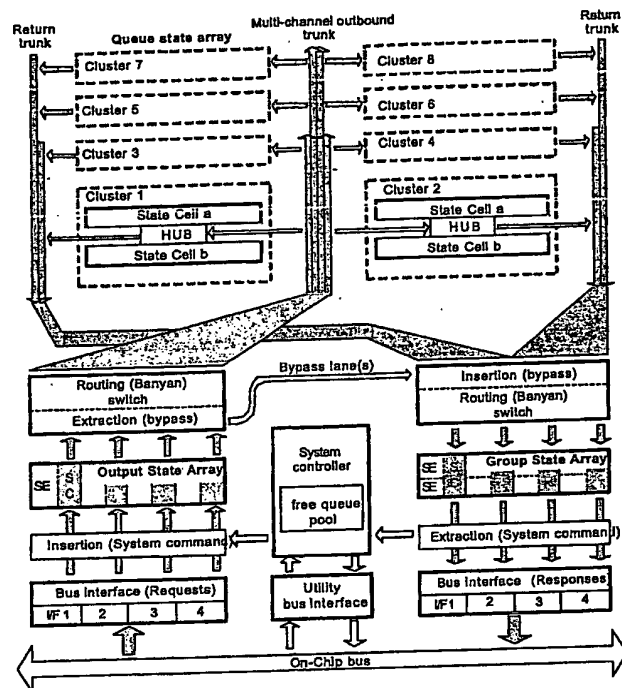 Return
trunk
Queue state array
Multi-channel outbound
trunk
Return
trunk
Cluster 7
Cluster 8
Cluster 5
Cluster 6
Cluster 3
Cluster 4
Cluster 1
State Cell a
HUB
State Cell b
Cluster 2
State Cell a
HUB
State Cell b
Routing (Banyan)
switch
Extraction (bypass)
Bypass lane(s)
Insertion (bypass)
Routing (Banyan)
switch
SE
SC
Output State Array
System
controller
free queue
pool
SE
SE
Group State Array
Insertion (System command)
Extraction (System command)
Bus Interface (Requests)
I/F1 2 3 4
Utility
bus Interface
Bus Interface (Responses)
I/F1 2 3 4
On-Chip bus